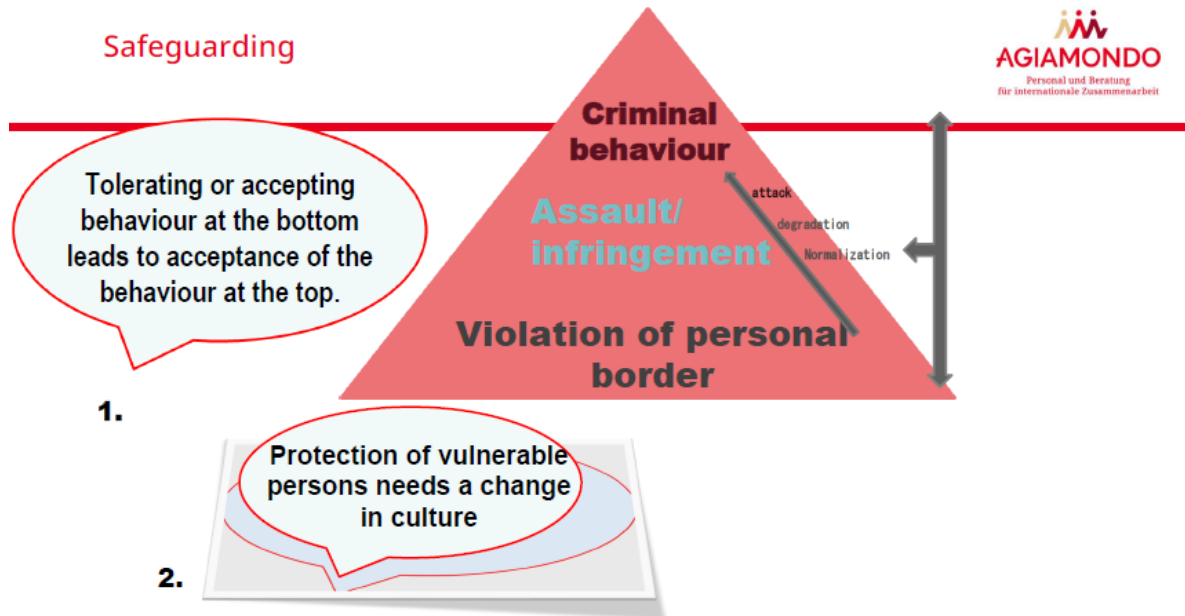 Safeguarding
AGIAMONDO
Personal und Beratung
für internationale Zusammenarbeit
Criminal
behaviour
Tolerating or accepting
behaviour at the bottom
leads to acceptance of the
behaviour at the top.
attack
Assault/
infringement
degradation
Normalization
Violation of personal
border
1.
Protection of vulnerable
persons needs a change
in culture
2.